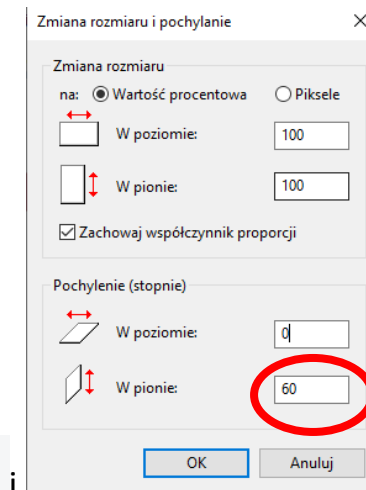 Zmiana rozmiaru i pochylanie
Zmiana rozmiaru
na: Wartość procentowa Piksele
W poziomie: 100
W pionie: 100
Zachowaj współczynnik proporcji
Pochylenie (stopnie)
W poziomie: 0
W pionie: 60
OK Anuluj
i